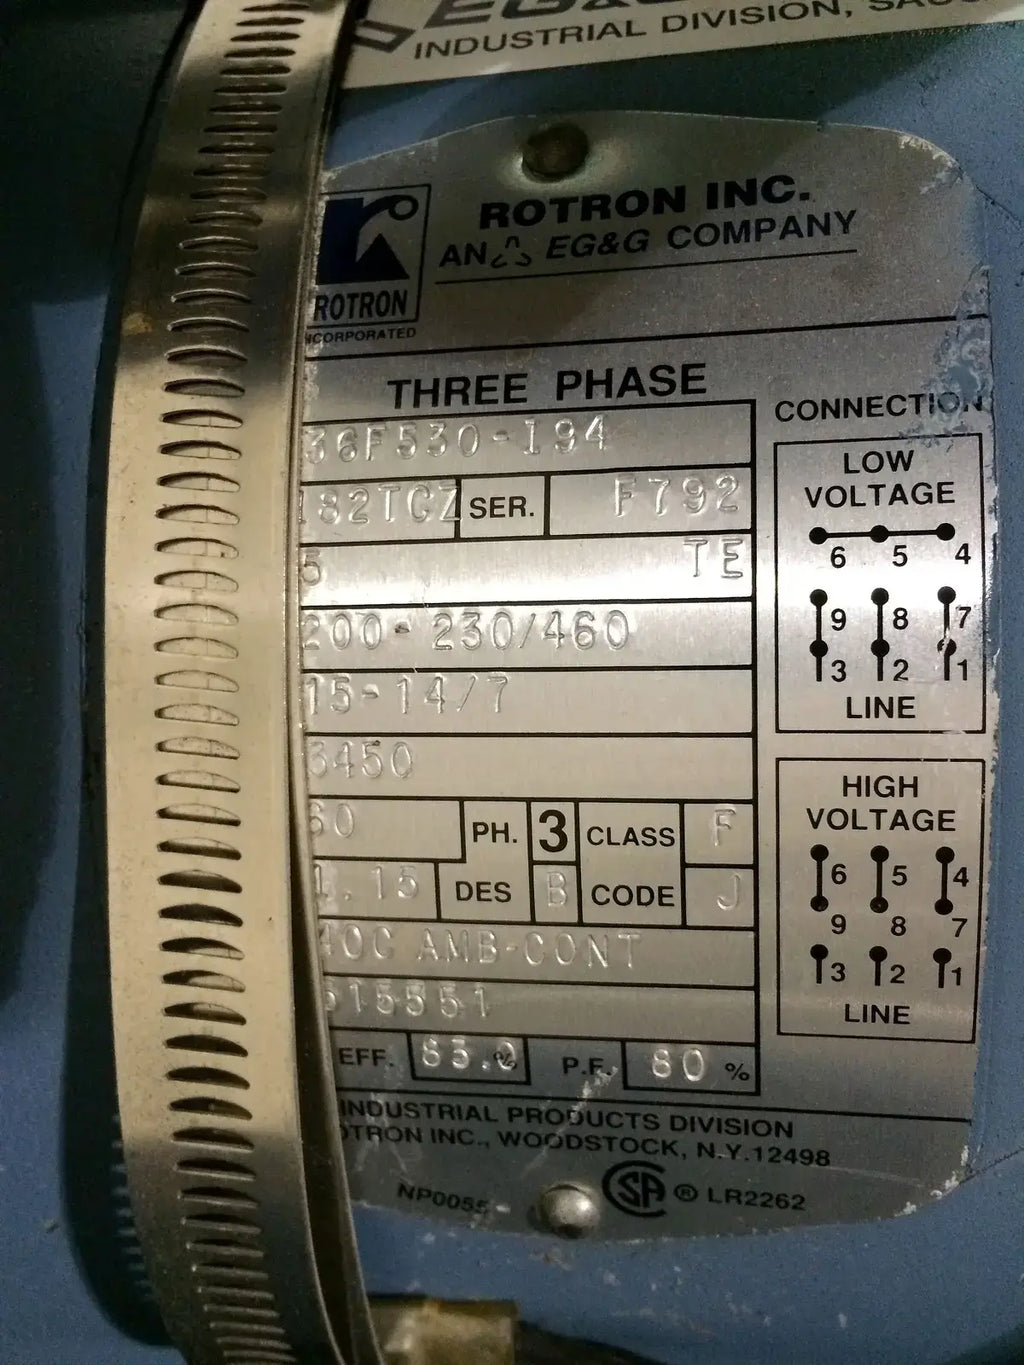 INDUSTRIAL DIVISION,
ROTRON INC.
AN EG&G COMPANY
ROTRON
INCORPORATED
THREE PHASE
36F530-194
182TCZ SER. F792
5 TE
200-230/460
15-14/7
3450
60 PH. 3 CLASS F
1.15 DES B CODE J
40C AMB-CONT
515551
EFF. % P.F. 80 %
INDUSTRIAL PRODUCTS DIVISION
ROTRON INC., WOODSTOCK, N.Y. 12498
NP0055-
SA ® LR2262
CONNECTION
LOW
VOLTAGE
6 5 4
9 8 7
3 2 1
LINE
HIGH
VOLTAGE
6 5 4
9 8 7
3 2 1
LINE